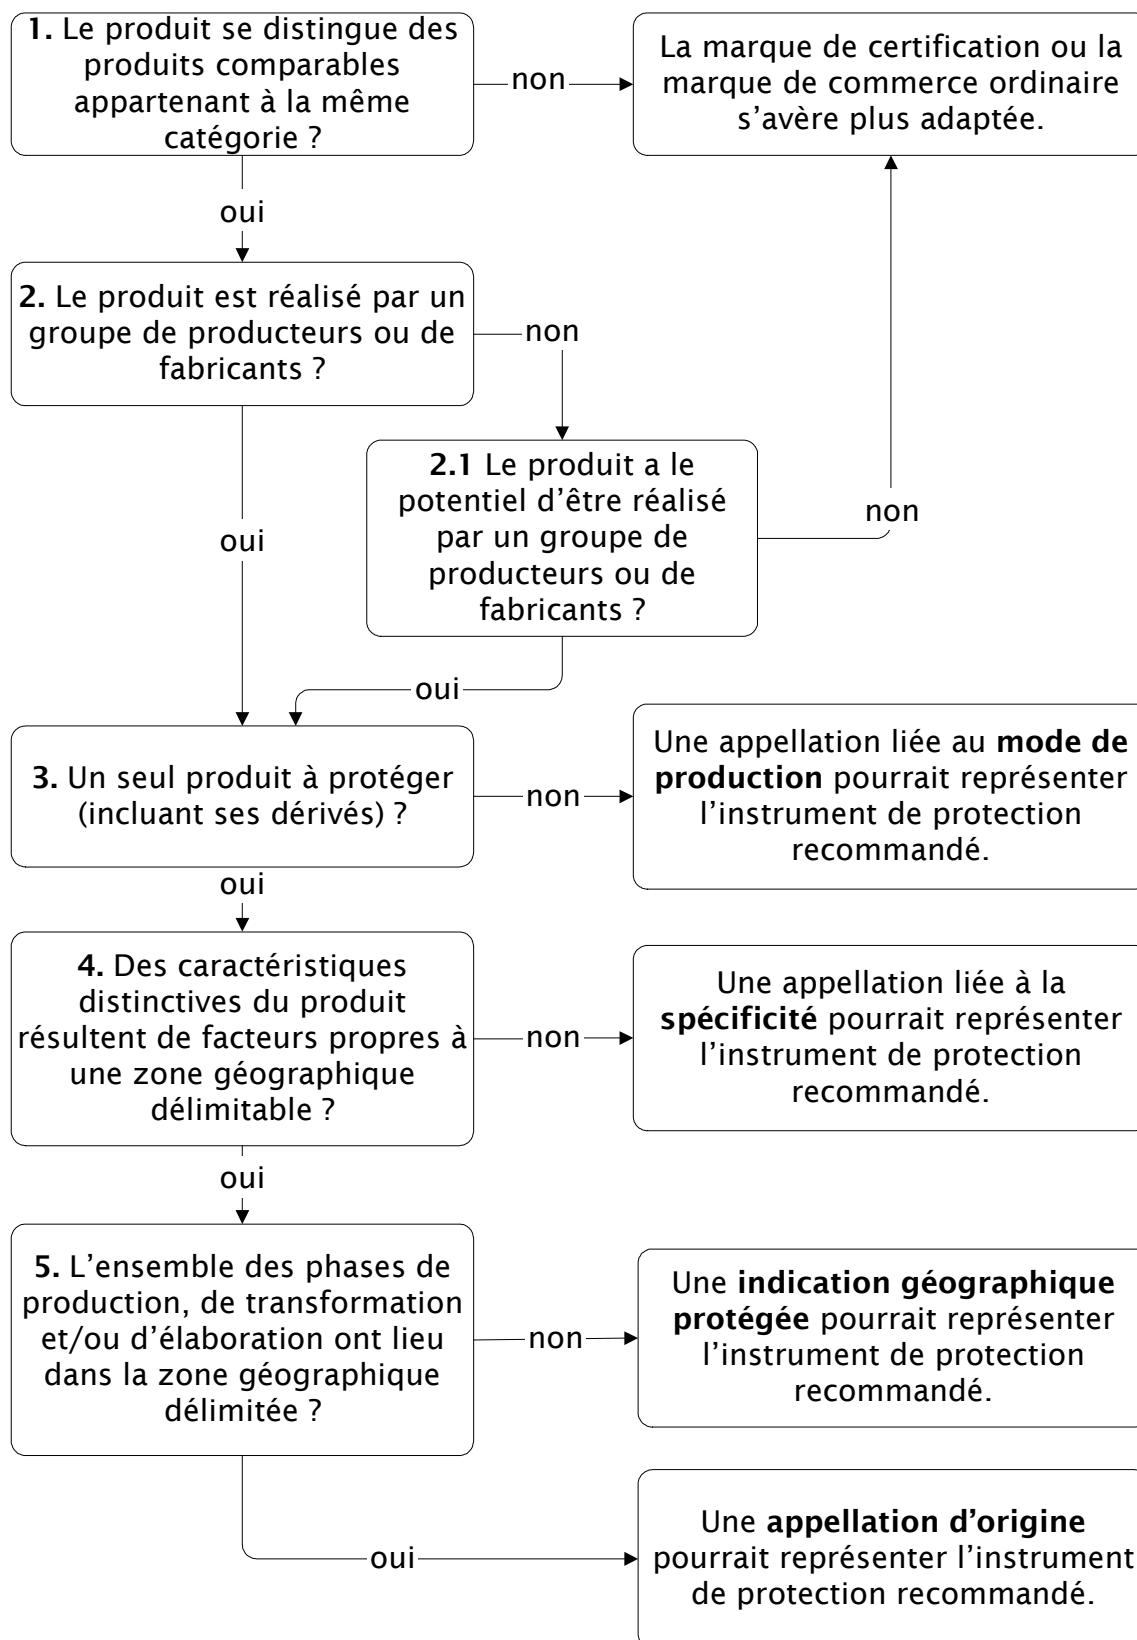 1. Le produit se distingue des
produits comparables
appartenant à la même
catégorie ?
non
La marque de certification ou la
marque de commerce ordinaire
s’avère plus adaptée.
oui
2. Le produit est réalisé par un
groupe de producteurs ou de
fabricants ?
non
2.1 Le produit a le
potentiel d’être réalisé
par un groupe de
producteurs ou de
fabricants ?
non
oui
oui
3. Un seul produit à protéger
(incluant ses dérivés) ?
non
Une appellation liée au mode de
production pourrait représenter
l’instrument de protection
recommandé.
oui
4. Des caractéristiques
distinctives du produit
résultent de facteurs propres à
une zone géographique
délimitable ?
non
Une appellation liée à la
spécificité pourrait représenter
l’instrument de protection
recommandé.
oui
5. L’ensemble des phases de
production, de transformation
et/ou d’élaboration ont lieu
dans la zone géographique
délimitée ?
non
Une indication géographique
protégée pourrait représenter
l’instrument de protection
recommandé.
oui
Une appellation d'origine
pourrait représenter l’instrument
de protection recommandé.